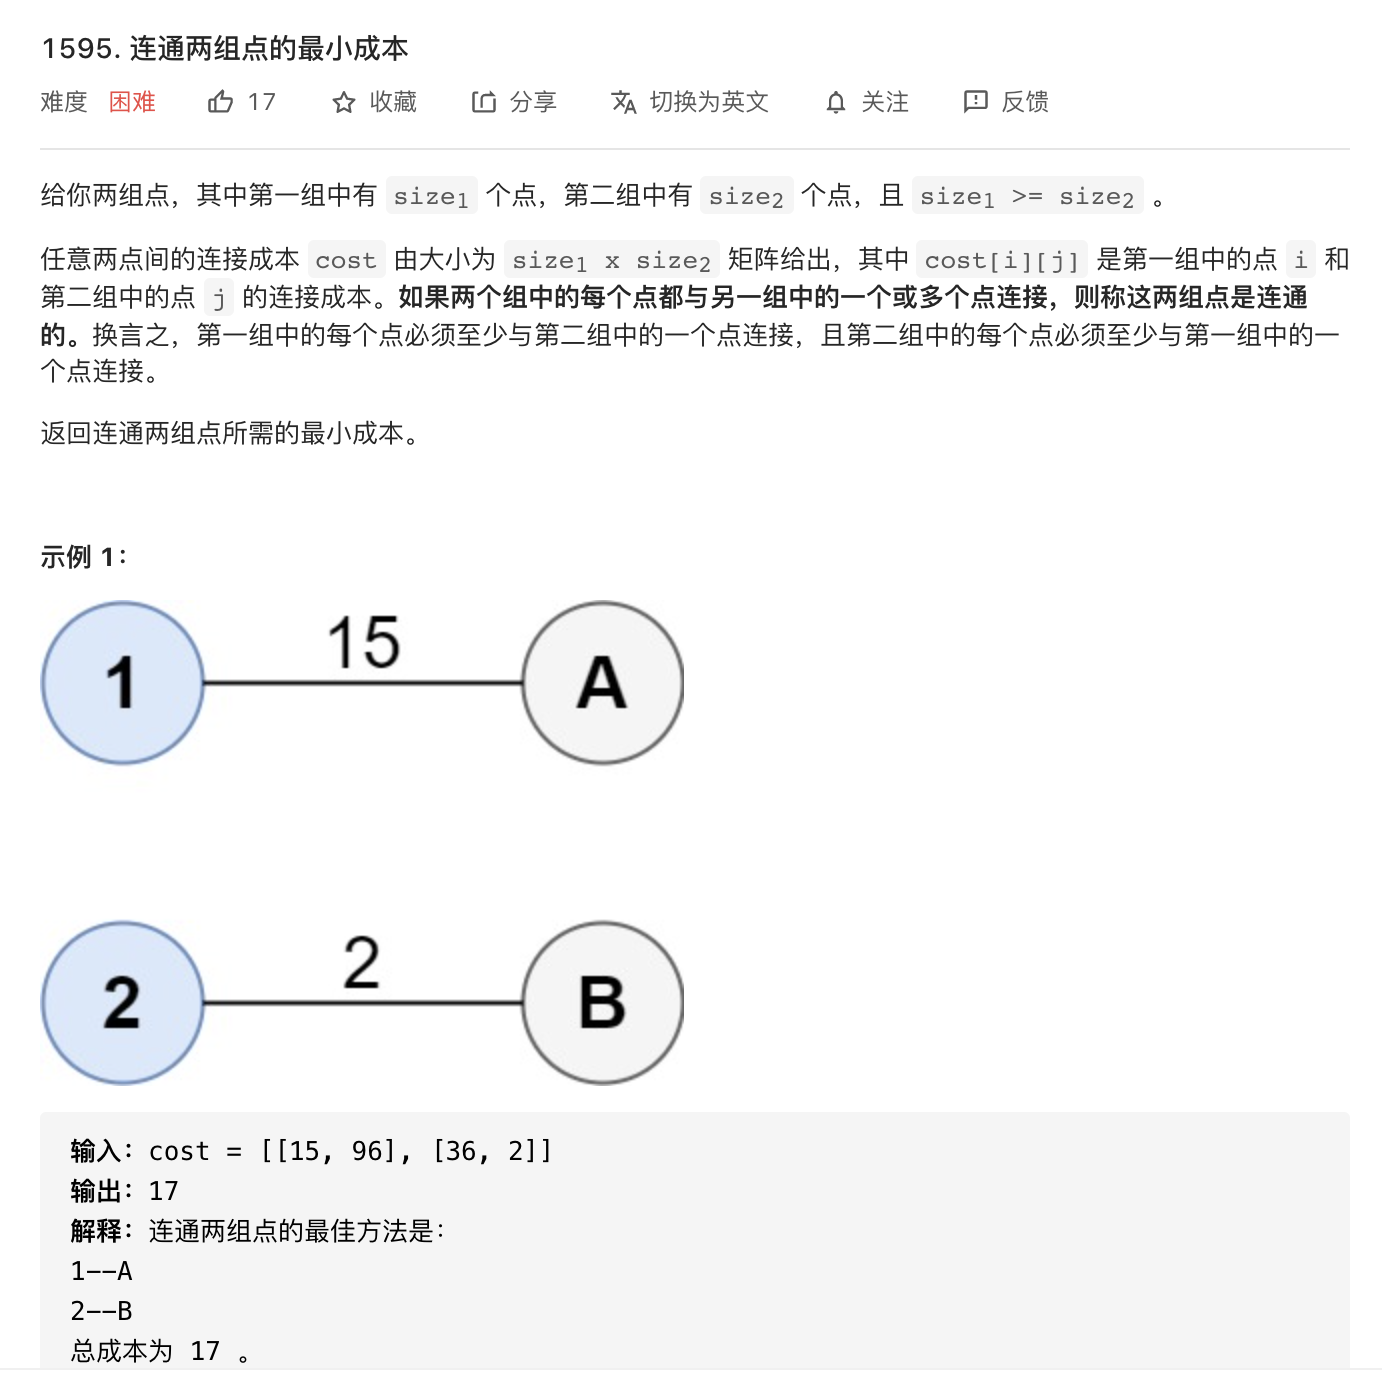 1595. 连通两组点的最小成本
难度 困难 17 收藏 分享 切换为英文 关注 反馈
给你两组点，其中第一组中有 size1 个点，第二组中有 size2 个点，且 size1 >= size2 。
任意两点间的连接成本 cost 由大小为 size1 x size2 矩阵给出，其中 cost[i][j] 是第一组中的点 i 和
第二组中的点 j 的连接成本。如果两个组中的每个点都与另一组中的一个或多个点连接，则称这两组点是连通
的。换言之，第一组中的每个点必须至少与第二组中的一个点连接，且第二组中的每个点必须至少与第一组中的一
个点连接。
返回连通两组点所需的最小成本。
示例 1：
1 15 A
2 2 B
输入：cost = [[15, 96], [36, 2]]
输出：17
解释：连通两组点的最佳方法是：
1--A
2--B
总成本为 17 。